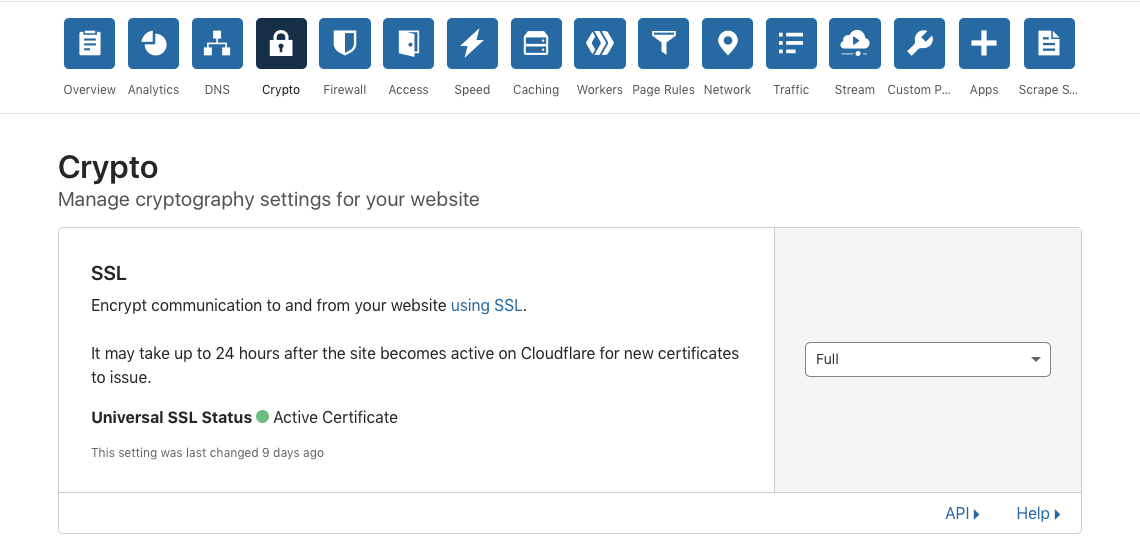 Overview Analytics DNS Crypto Firewall Access Speed Caching Workers Page Rules Network Traffic Stream Custom P... Apps Scrape S...
Crypto
Manage cryptography settings for your website
SSL
Encrypt communication to and from your website using SSL.
It may take up to 24 hours after the site becomes active on Cloudflare for new certificates
to issue.
Universal SSL Status Active Certificate
This setting was last changed 9 days ago
Full
API Help